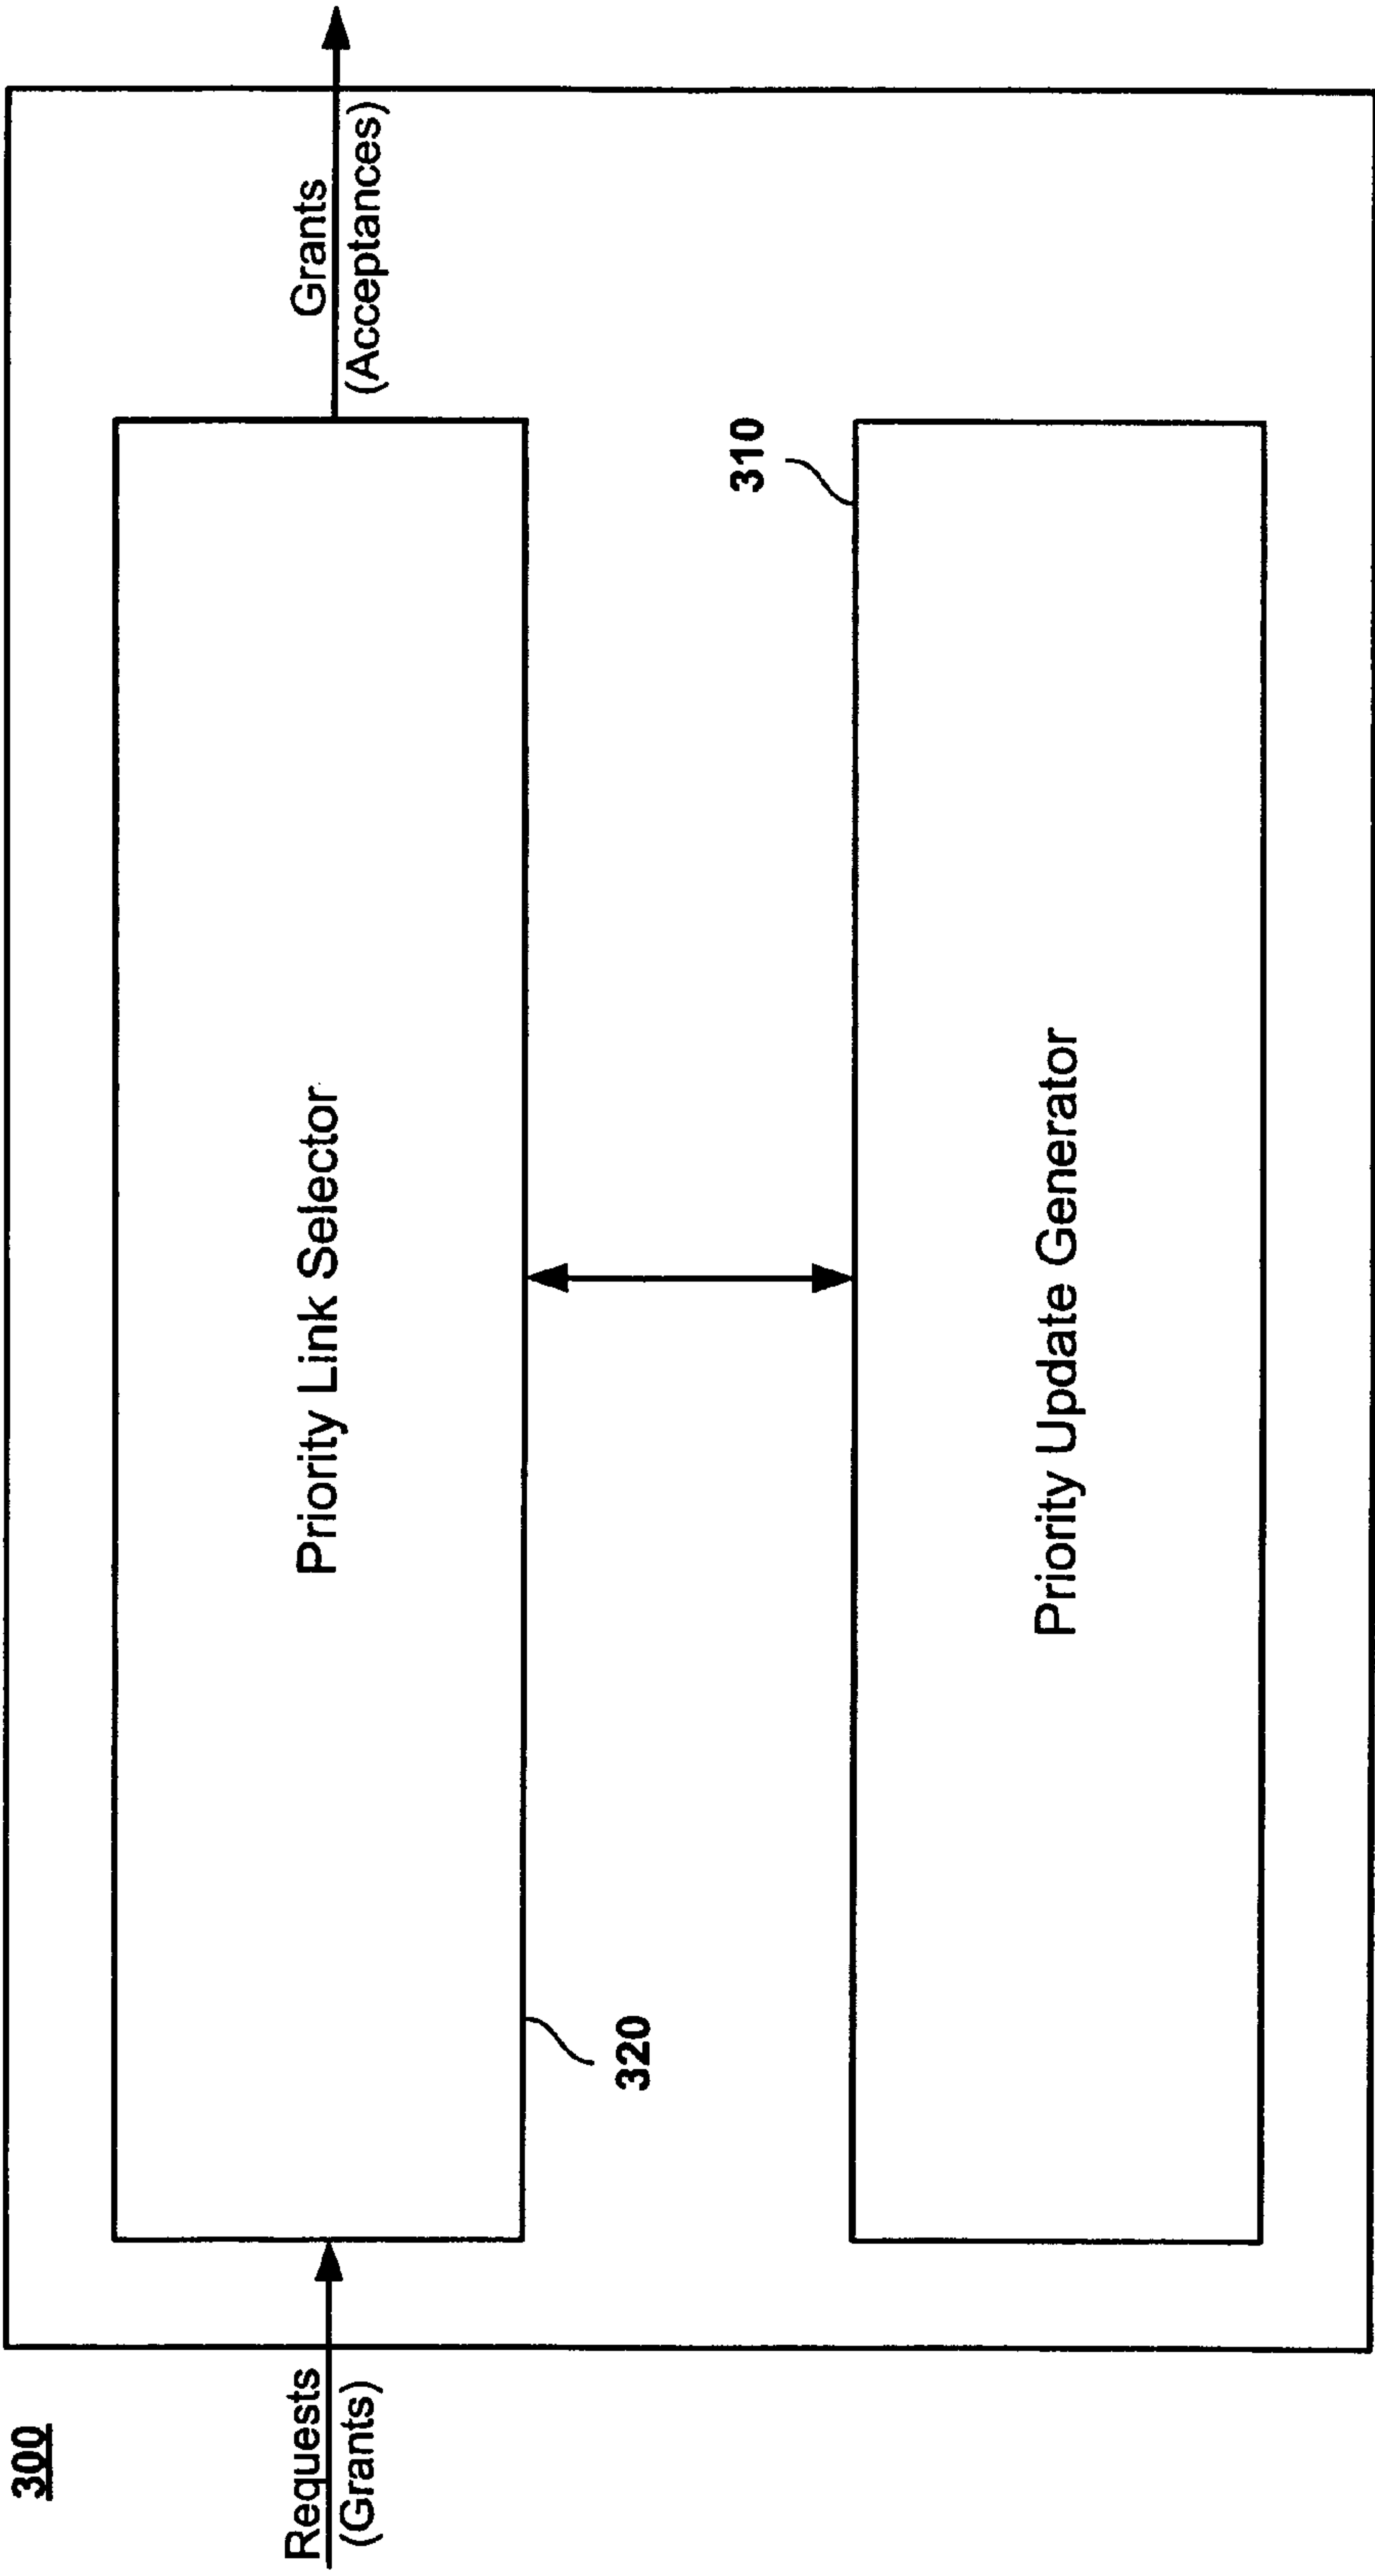 300
Requests
(Grants)
Priority Link Selector
Grants
(Acceptances)
320
310
Priority Update Generator